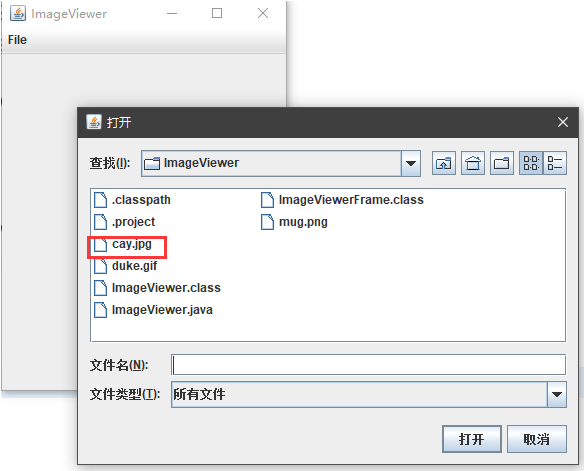 ImageViewer
File
打开
查找(I):
ImageViewer
.classpath
.project
cay.jpg
duke.gif
ImageViewer.class
ImageViewer.java
ImageViewerFrame.class
mug.png
文件名(N):
文件类型(T):
所有文件
打开
取消